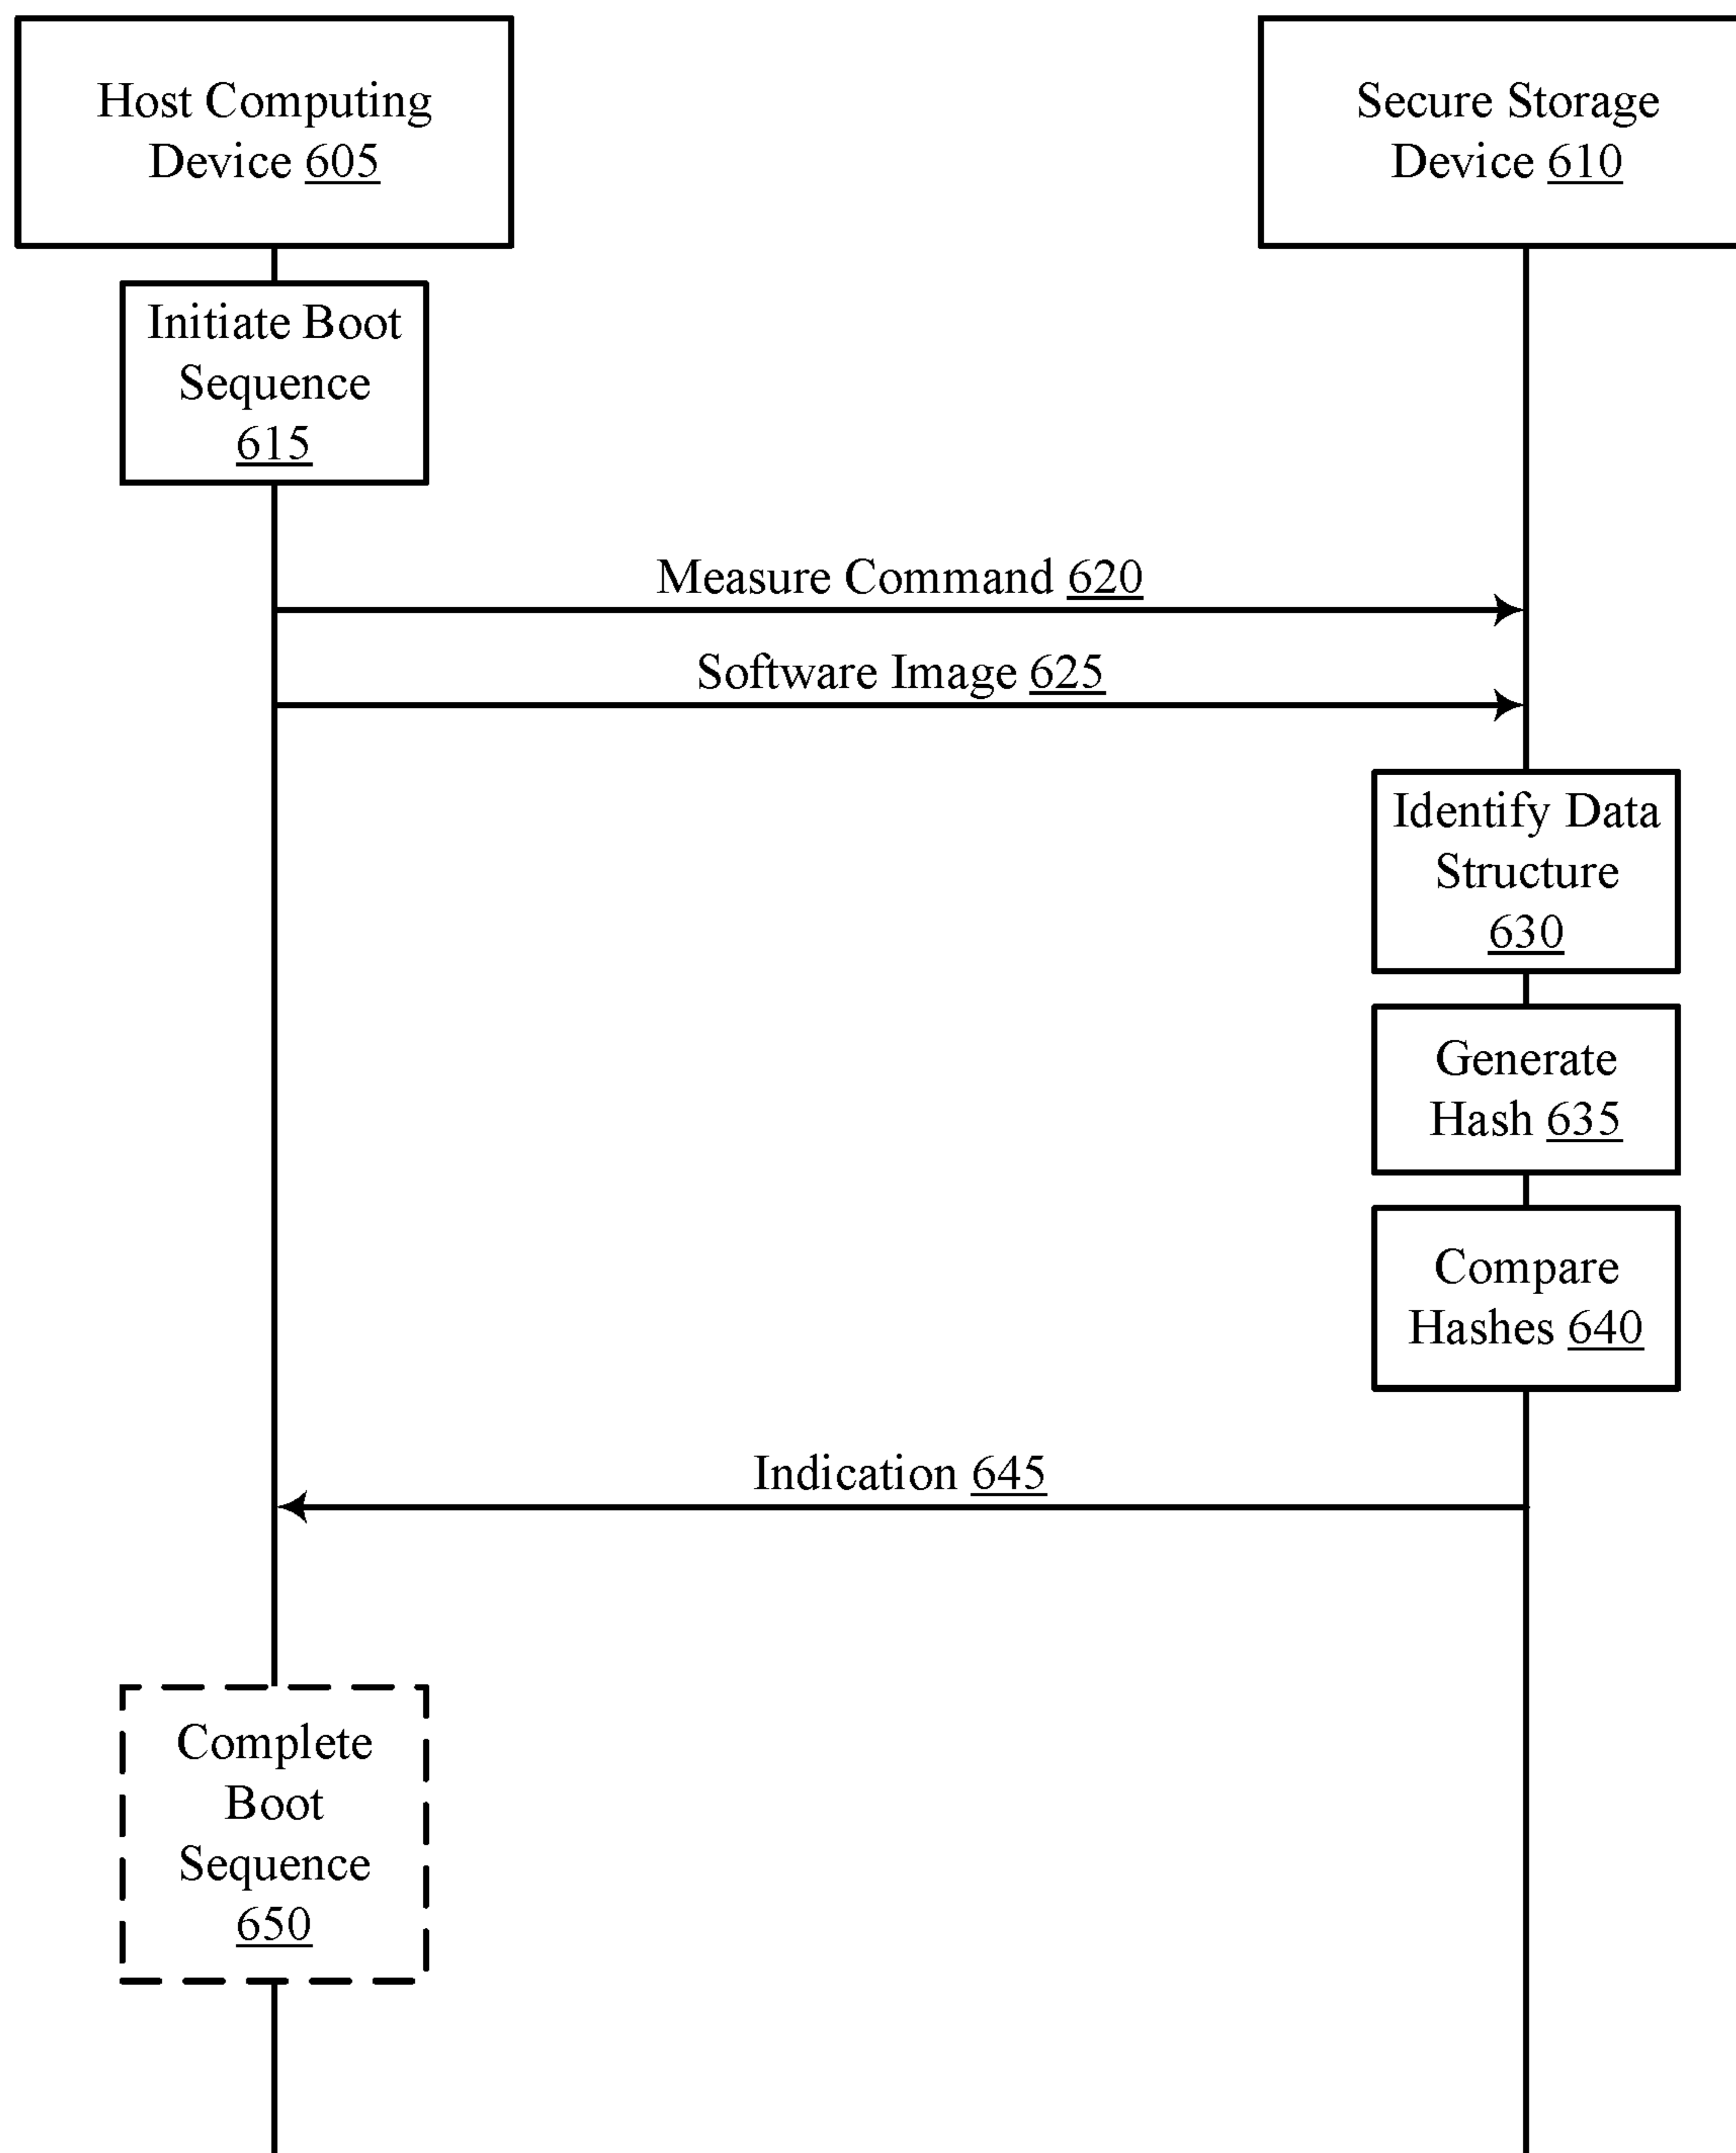 Host Computing
Device 605
Secure Storage
Device 610
Initiate Boot
Sequence
615
Measure Command 620
Software Image 625
Identify Data
Structure
630
Generate
Hash 635
Compare
Hashes 640
Indication 645
Complete
Boot
Sequence
650